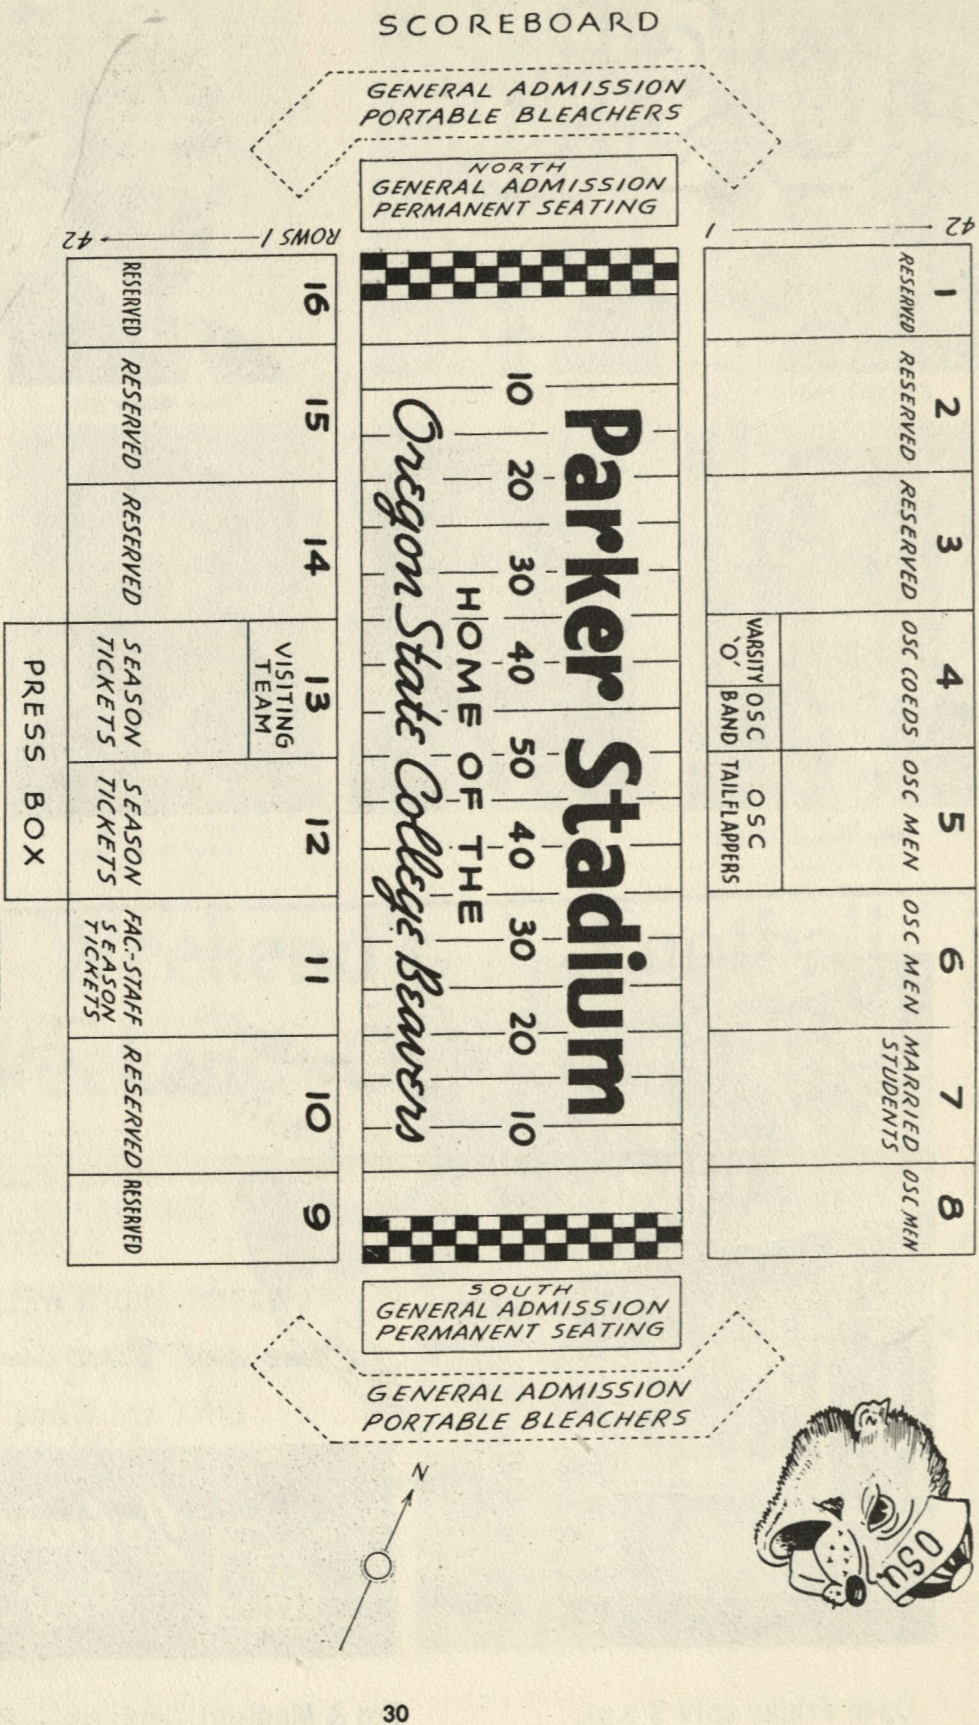 SCOREBOARD
GENERAL ADMISSION
PORTABLE BLEACHERS
NORTH
GENERAL ADMISSION
PERMANENT SEATING
42 ROWS 1
1 42
16
RESERVED
15
RESERVED
14
RESERVED
13
VISITING
TEAM
SEASON
TICKETS
12
SEASON
TICKETS
11
FAC.-STAFF
SEASON
TICKETS
10
RESERVED
9
RESERVED
PRESS BOX
Parker Stadium
10 20 30 40 50 40 30 20 10
HOME OF THE
Oregon State College Beavers
1
RESERVED
2
RESERVED
3
RESERVED
4
OSC COEDS
VARSITY
'O'
OSC
BAND
5
OSC MEN
OSC
TAILFLAPPERS
6
OSC MEN
7
MARRIED
STUDENTS
8
OSC MEN
SOUTH
GENERAL ADMISSION
PERMANENT SEATING
GENERAL ADMISSION
PORTABLE BLEACHERS
N
OSU
30